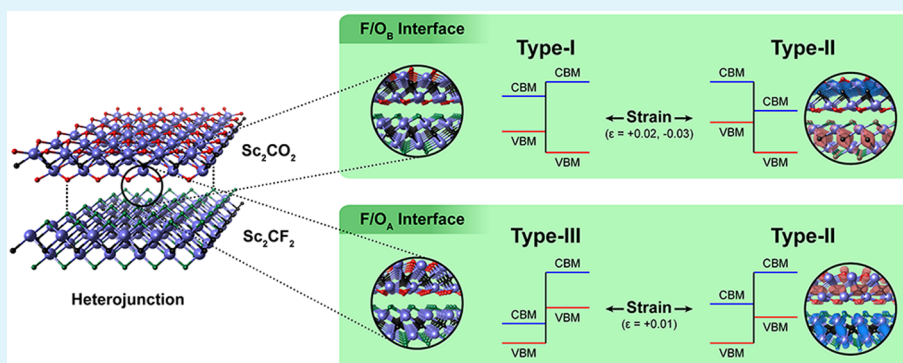 F/O_B Interface
Type-I
Type-II
CBM
CBM
CBM
CBM
Strain
(ε = +0.02, -0.03)
VBM
VBM
VBM
VBM
Sc₂CO₂
Sc₂CF₂
Heterojunction
F/O_A Interface
Type-III
Type-II
CBM
CBM
CBM
VBM
CBM
Strain
(ε = +0.01)
VBM
VBM
VBM